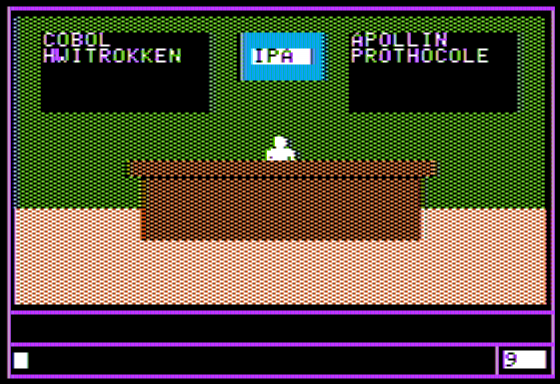 COBOL
HWITROKKEN
IPA
APOLLIN
PROTHOCOLE
9